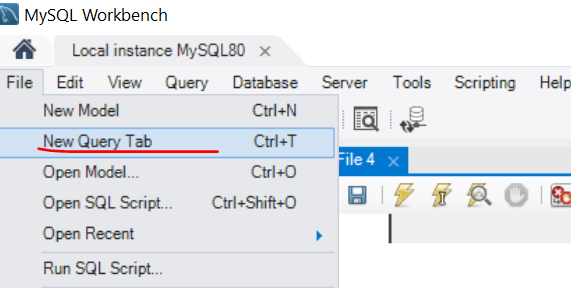 MySQL Workbench
Local instance MySQL80 ×
File Edit View Query Database Server Tools Scripting Help
New Model Ctrl+N
New Query Tab Ctrl+T
File 4 ×
Open Model... Ctrl+O
Open SQL Script... Ctrl+Shift+O
Open Recent
Run SQL Script...